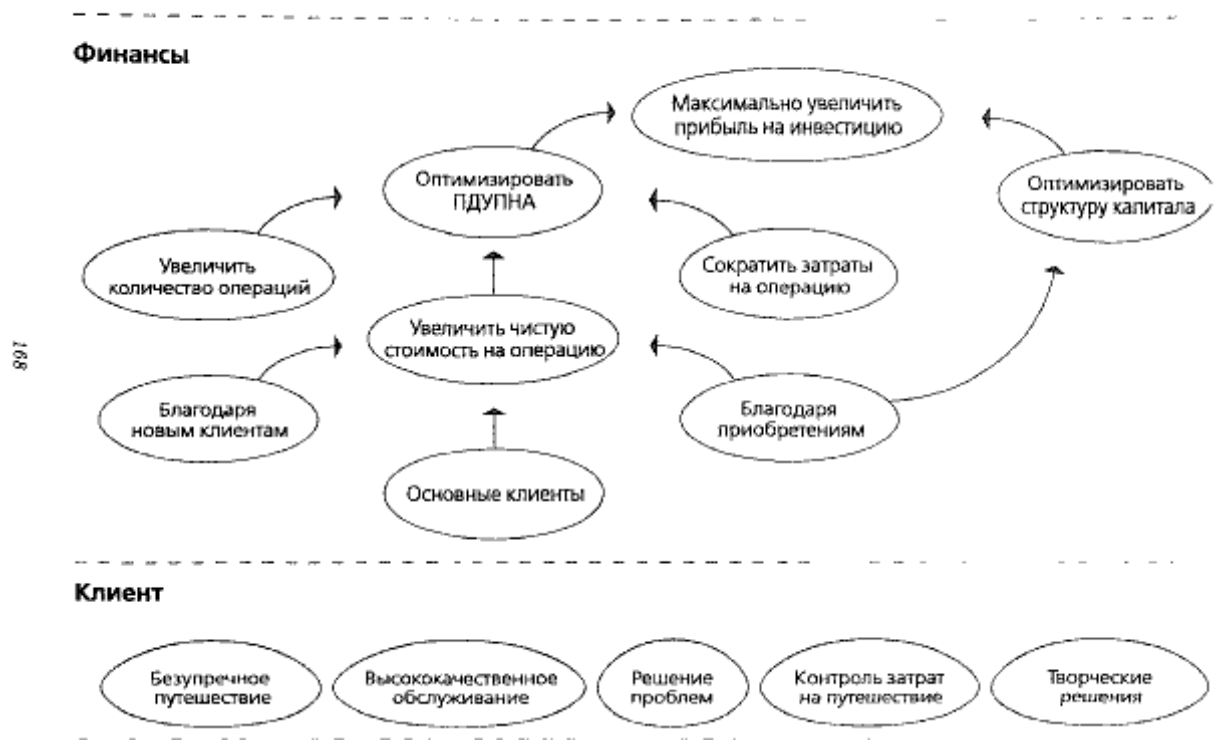 Финансы
Максимально увеличить
прибыль на инвестицию
Оптимизировать
ПДУПНА
Оптимизировать
структуру капитала
Увеличить
количество операций
Сократить затраты
на операцию
Увеличить чистую
стоимость на операцию
168
Благодаря
новым клиентам
Благодаря
приобретениям
Основные клиенты
Клиент
Безупречное
путешествие
Высококачественное
обслуживание
Решение
проблем
Контроль затрат
на путешествие
Творческие
решения